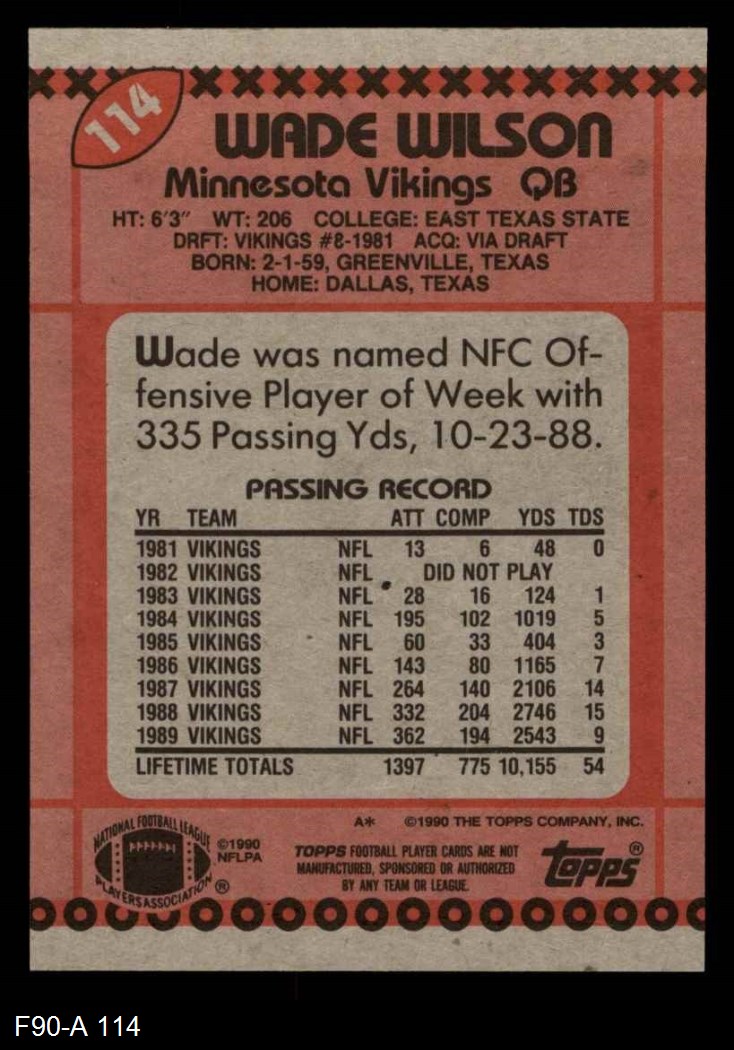 114
WADE WILSON
Minnesota Vikings QB
HT: 6'3" WT: 206 COLLEGE: EAST TEXAS STATE
DRFT: VIKINGS #8-1981 ACQ: VIA DRAFT
BORN: 2-1-59, GREENVILLE, TEXAS
HOME: DALLAS, TEXAS
Wade was named NFC Of-
fensive Player of Week with
335 Passing Yds, 10-23-88.
PASSING RECORD
YR TEAM ATT COMP YDS TDS
1981 VIKINGS NFL 13 6 48 0
1982 VIKINGS NFL DID NOT PLAY
1983 VIKINGS NFL 28 16 124 1
1984 VIKINGS NFL 195 102 1019 5
1985 VIKINGS NFL 60 33 404 3
1986 VIKINGS NFL 143 80 1165 7
1987 VIKINGS NFL 264 140 2106 14
1988 VIKINGS NFL 332 204 2746 15
1989 VIKINGS NFL 362 194 2543 9
LIFETIME TOTALS 1397 775 10,155 54
A* ©1990 THE TOPPS COMPANY, INC.
NATIONAL FOOTBALL LEAGUE
PLAYERS ASSOCIATION ®
©1990
NFLPA
TOPPS FOOTBALL PLAYER CARDS ARE NOT
MANUFACTURED, SPONSORED OR AUTHORIZED
BY ANY TEAM OR LEAGUE.
topps®
F90-A 114